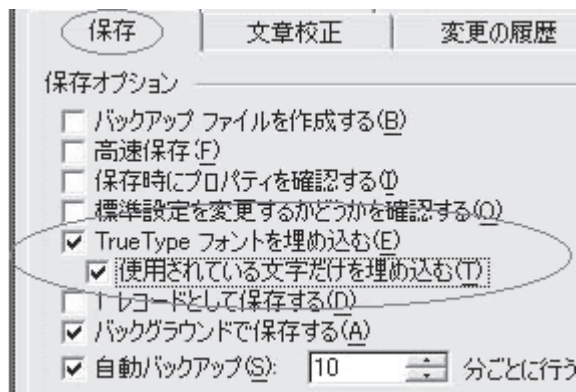 保存 文章校正 変更の履歴
保存オプション
バックアップ ファイルを作成する(B)
高速保存(F)
保存時にプロパティを確認する(I)
標準設定を変更するかどうかを確認する(O)
TrueType フォントを埋め込む(E)
使用されている文字だけを埋め込む(T)
1 レコードとして保存する(D)
バックグラウンドで保存する(A)
自動バックアップ(S): 10 分ごとに行う